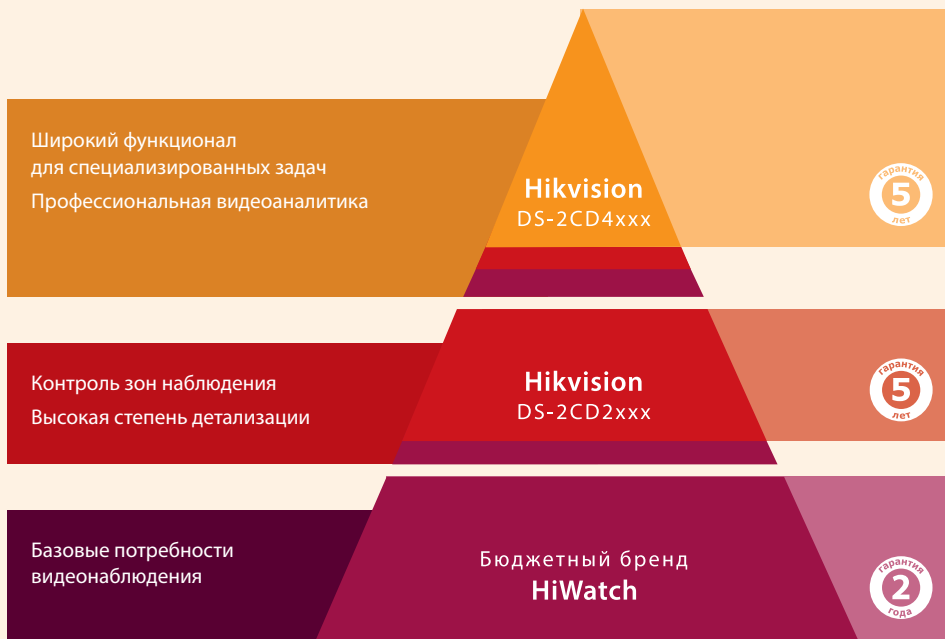 Широкий функционал
для специализированных задач
Профессиональная видеоаналитика
Hikvision
DS-2CD4xxx
гарантия
5
лет
Контроль зон наблюдения
Высокая степень детализации
Hikvision
DS-2CD2xxx
гарантия
5
лет
Базовые потребности
видеонаблюдения
Бюджетный бренд
HiWatch
гарантия
2
года